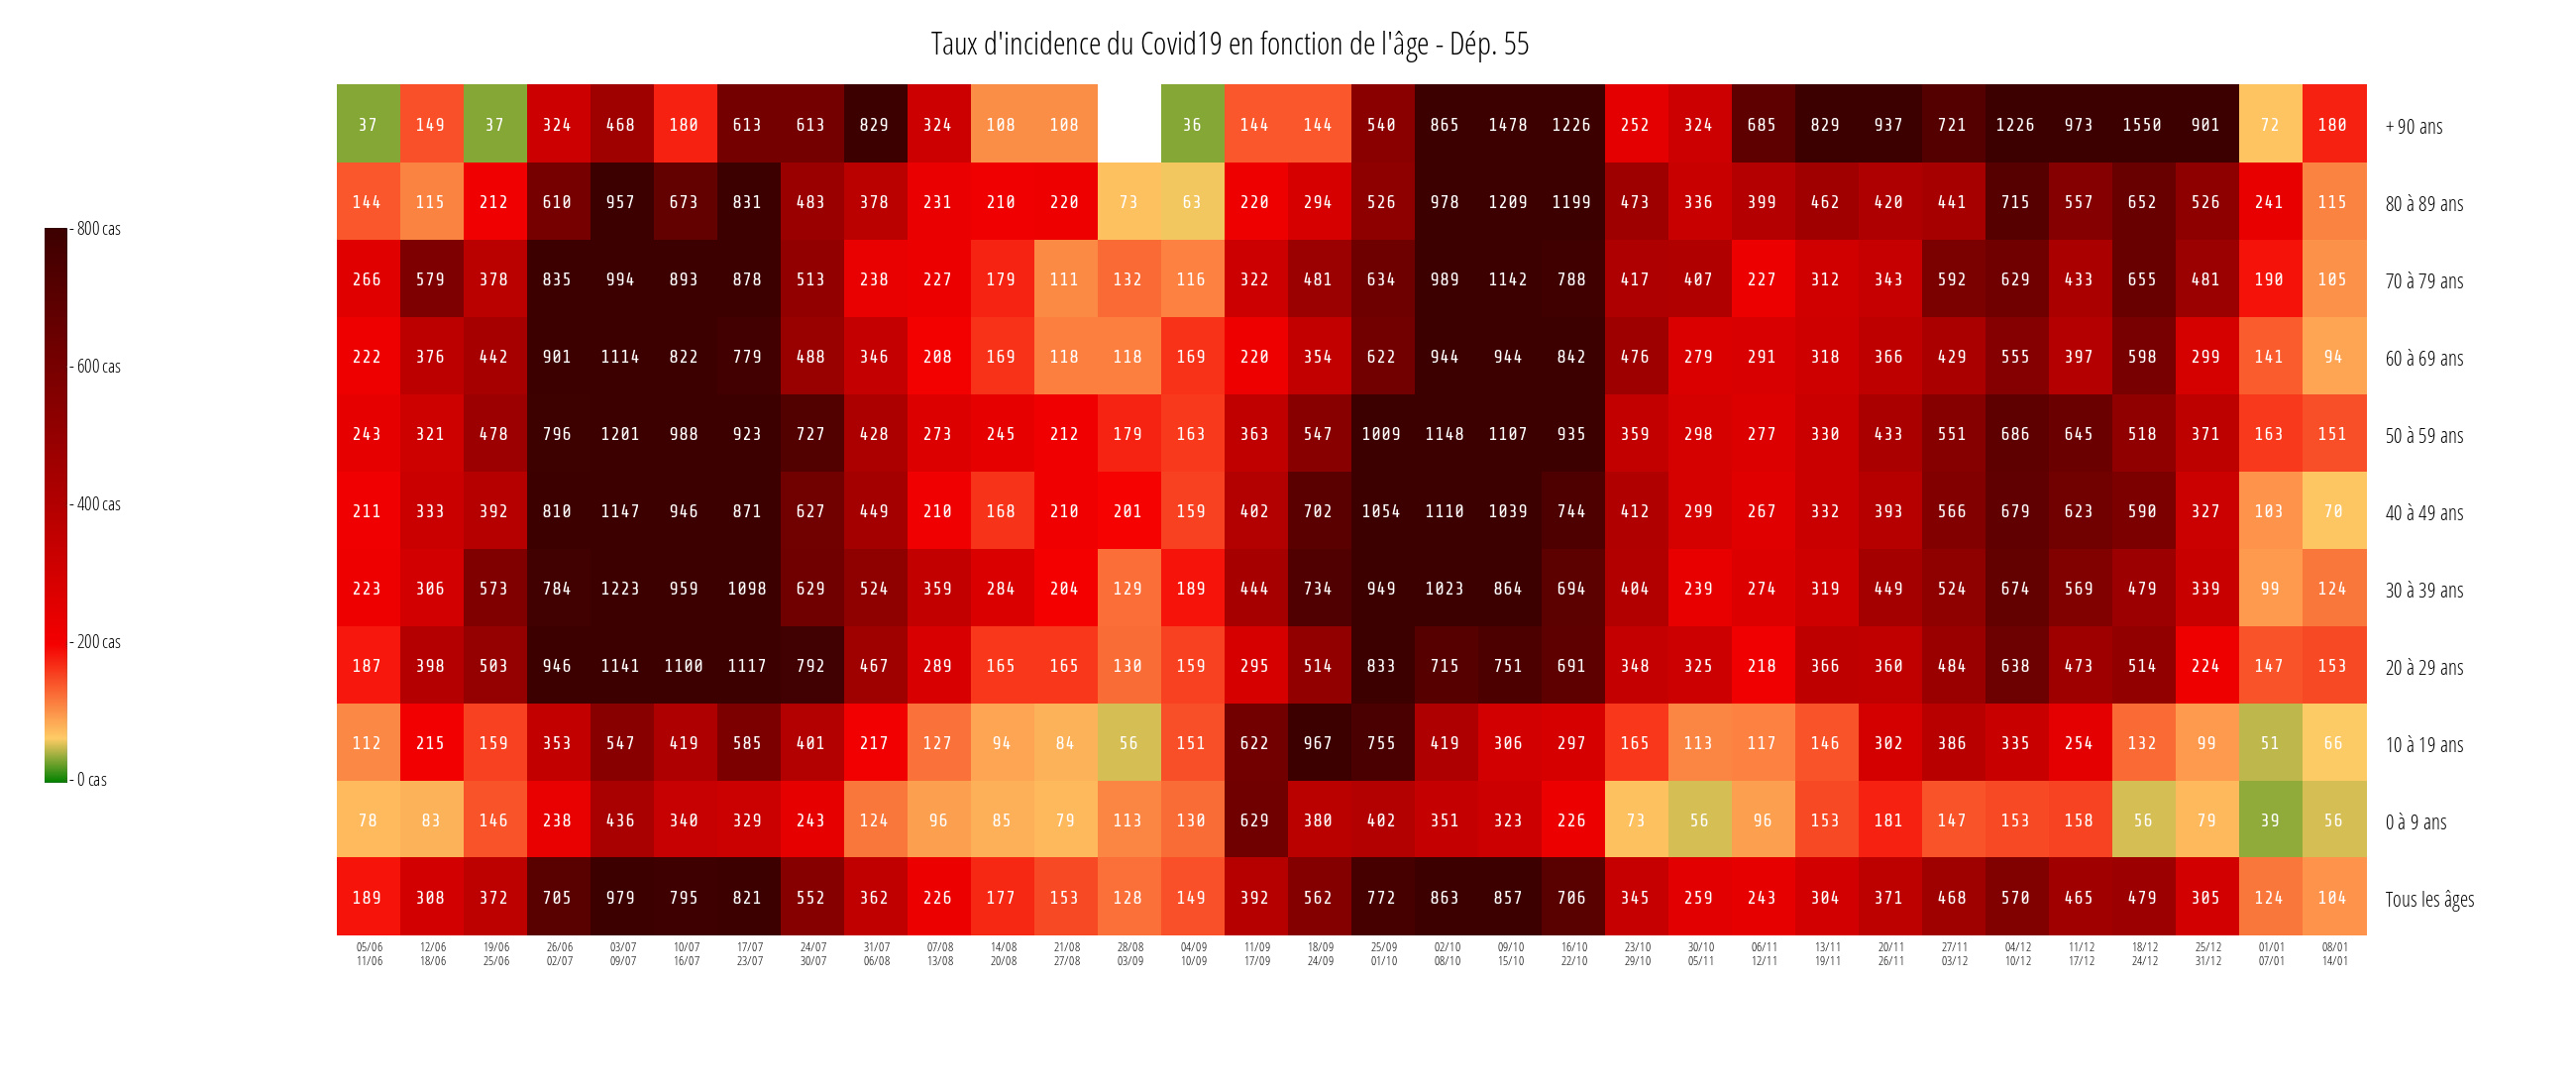 Taux d'incidence du Covid19 en fonction de l'âge - Dép. 55
37 149 37 324 468 180 613 613 829 324 108 108 36 144 144 540 865 1478 1226 252 324 685 829 937 721 1226 973 1550 901 72 180 + 90 ans
144 115 212 610 957 673 831 483 378 231 210 220 73 63 220 294 526 978 1209 1199 473 336 399 462 420 441 715 557 652 526 241 115 80 à 89 ans
- 800 cas
266 579 378 835 994 893 878 513 238 227 179 111 132 116 322 481 634 989 1142 788 417 407 227 312 343 592 629 433 655 481 190 105 70 à 79 ans
222 376 442 901 1114 822 779 488 346 208 169 118 118 169 220 354 622 944 944 842 476 279 291 318 366 429 555 397 598 299 141 94 60 à 69 ans
- 600 cas
243 321 478 796 1201 988 923 727 428 273 245 212 179 163 363 547 1009 1148 1107 935 359 298 277 330 433 551 686 645 518 371 163 151 50 à 59 ans
- 400 cas
211 333 392 810 1147 946 871 627 449 210 168 210 201 159 402 702 1054 1110 1039 744 412 299 267 332 393 566 679 623 590 327 103 70 40 à 49 ans
223 306 573 784 1223 959 1098 629 524 359 284 204 129 189 444 734 949 1023 864 694 404 239 274 319 449 524 674 569 479 339 99 124 30 à 39 ans
- 200 cas
187 398 503 946 1141 1100 1117 792 467 289 165 165 130 159 295 514 833 715 751 691 348 325 218 366 360 484 638 473 514 224 147 153 20 à 29 ans
112 215 159 353 547 419 585 401 217 127 94 84 56 151 622 967 755 419 306 297 165 113 117 146 302 386 335 254 132 99 51 66 10 à 19 ans
- 0 cas
78 83 146 238 436 340 329 243 124 96 85 79 113 130 629 380 402 351 323 226 73 56 96 153 181 147 153 158 56 79 39 56 0 à 9 ans
189 308 372 705 979 795 821 552 362 226 177 153 128 149 392 562 772 863 857 706 345 259 243 304 371 468 570 465 479 305 124 104 Tous les âges
05/06 12/06 19/06 26/06 03/07 10/07 17/07 24/07 31/07 07/08 14/08 21/08 28/08 04/09 11/09 18/09 25/09 02/10 09/10 16/10 23/10 30/10 06/11 13/11 20/11 27/11 04/12 11/12 18/12 25/12 01/01 08/01
11/06 18/06 25/06 02/07 09/07 16/07 23/07 30/07 06/08 13/08 20/08 27/08 03/09 10/09 17/09 24/09 01/10 08/10 15/10 22/10 29/10 05/11 12/11 19/11 26/11 03/12 10/12 17/12 24/12 31/12 07/01 14/01